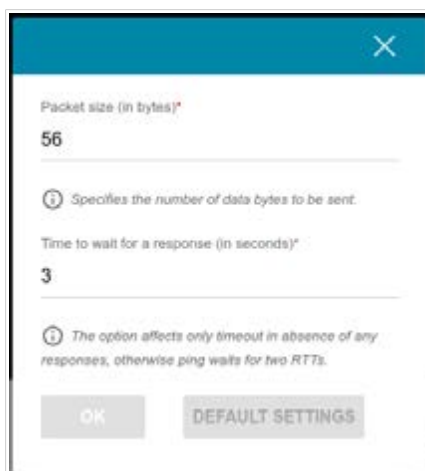 Packet size (in bytes)*
56
Specifies the number of data bytes to be sent.
Time to wait for a response (in seconds)*
3
The option affects only timeout in absence of any
responses, otherwise ping waits for two RTTs.
OK
DEFAULT SETTINGS